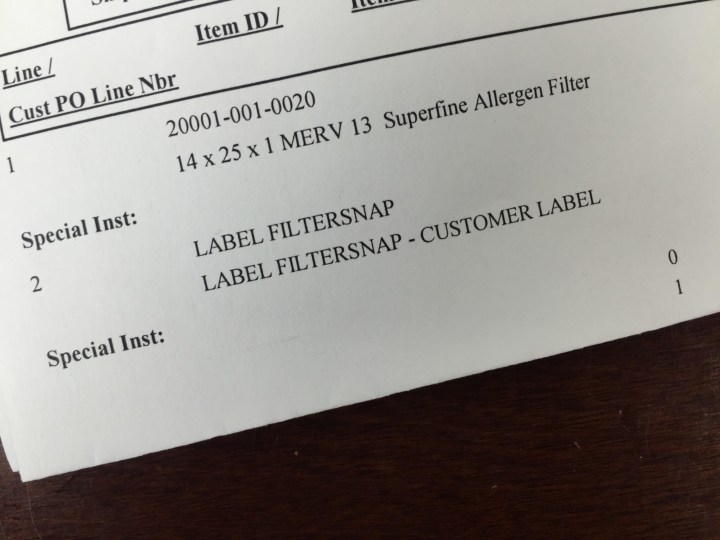 Line / Item ID /
Cust PO Line Nbr
1 20001-001-0020
14 x 25 x 1 MERV 13 Superfine Allergen Filter
Special Inst:
2 LABEL FILTERSNAP
LABEL FILTERSNAP - CUSTOMER LABEL
Special Inst:
0
1